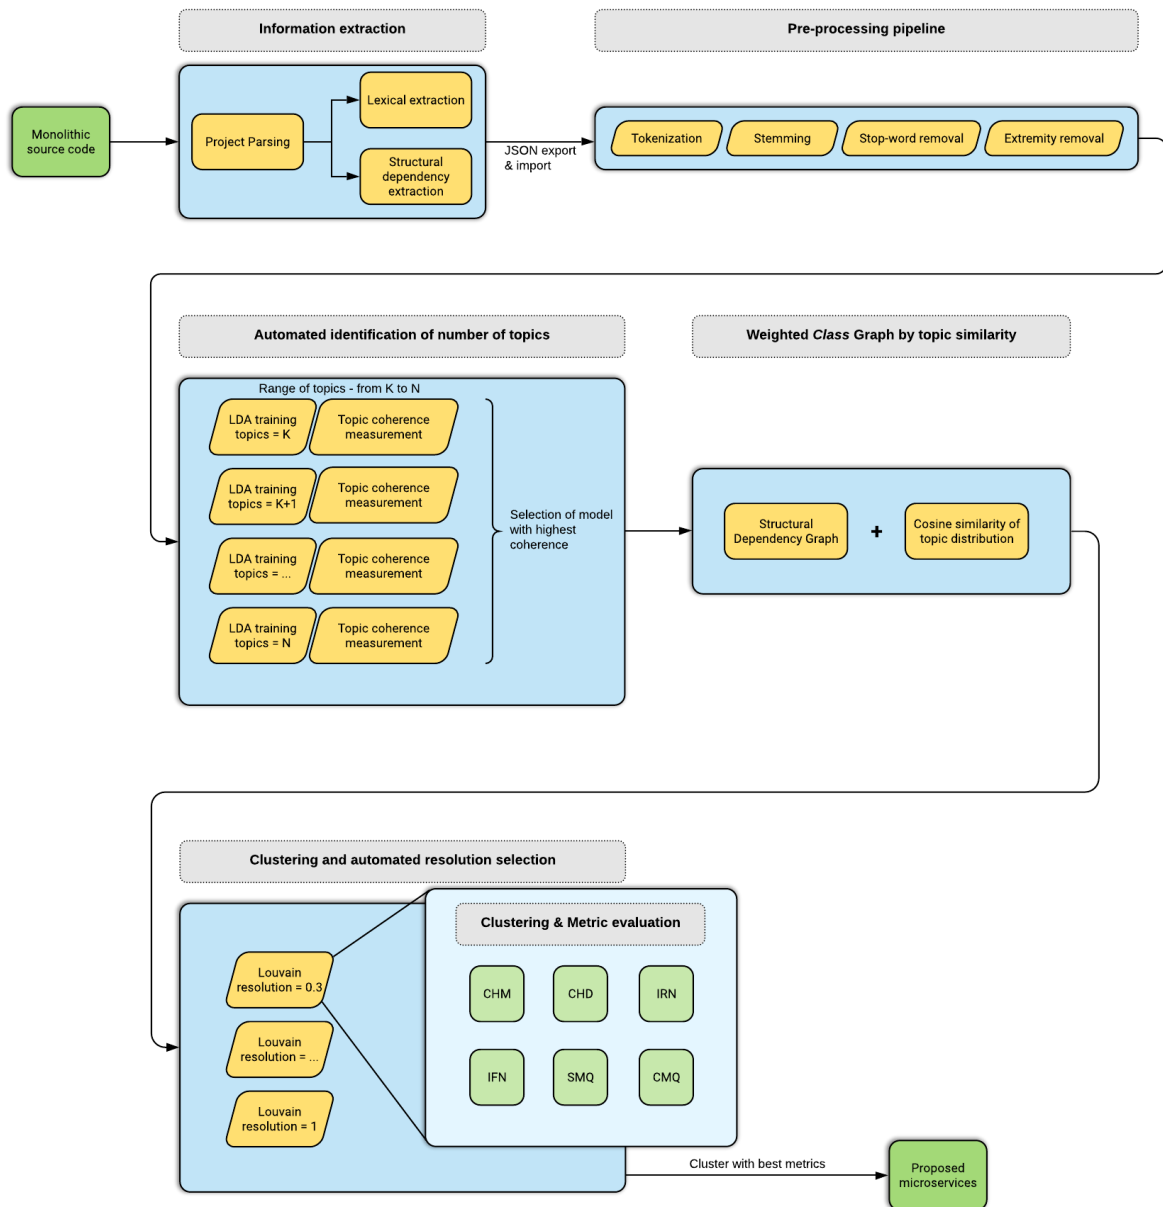 Information extraction
Pre-processing pipeline
Monolithic
source code
Project Parsing
Lexical extraction
Structural
dependency
extraction
JSON export
& import
Tokenization
Stemming
Stop-word removal
Extremity removal
Automated identification of number of topics
Weighted Class Graph by topic similarity
Range of topics - from K to N
LDA training
topics = K
Topic coherence
measurement
LDA training
topics = K+1
Topic coherence
measurement
LDA training
topics = ...
Topic coherence
measurement
LDA training
topics = N
Topic coherence
measurement
Selection of model
with highest
coherence
Structural
Dependency Graph
+
Cosine similarity of
topic distribution
Clustering and automated resolution selection
Louvain
resolution = 0.3
Louvain
resolution = ...
Louvain
resolution = 1
Clustering & Metric evaluation
CHM
CHD
IRN
IFN
SMQ
CMQ
Cluster with best metrics
Proposed
microservices